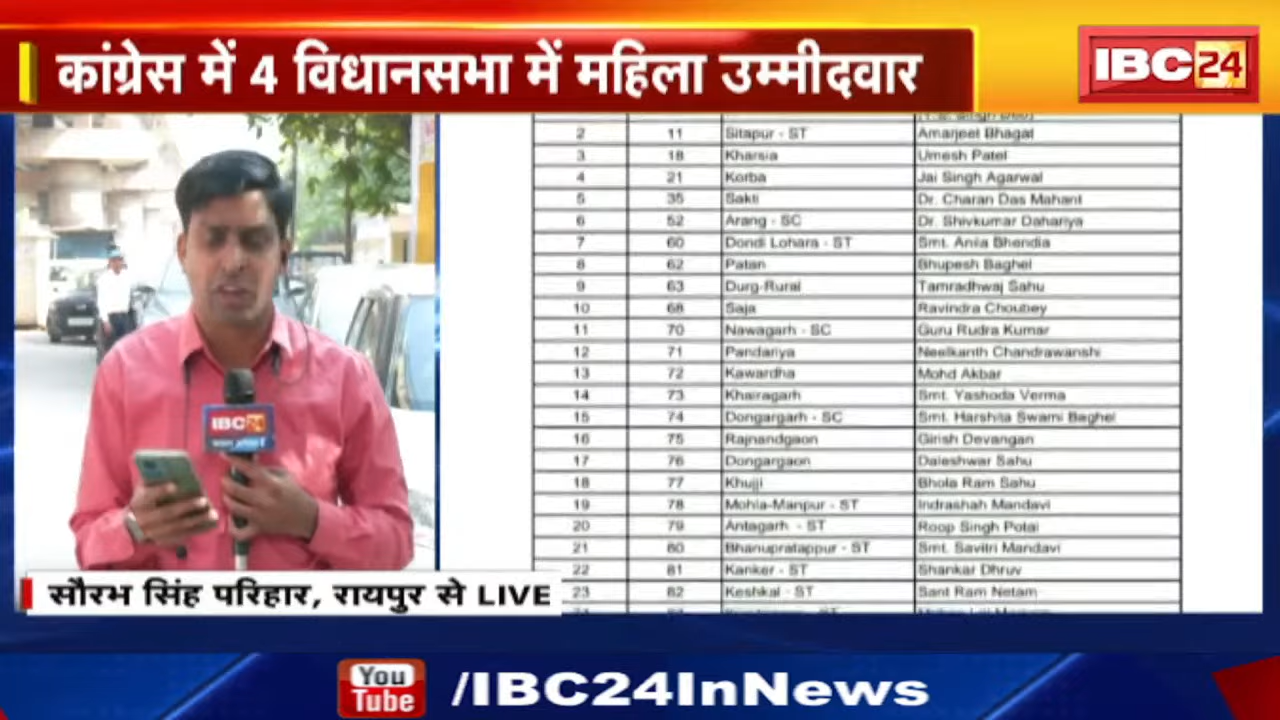 कांग्रेस में 4 विधानसभा में महिला उम्मीदवार
IBC24
2 11 Sitapur - ST Amarjeet Bhagat
3 18 Kharsia Umesh Patel
4 21 Korba Jai Singh Agarwal
5 35 Sakti Dr. Charan Das Mahant
6 52 Arang - SC Dr. Shivkumar Dahariya
7 60 Dondi Lohara - ST Smt. Anila Bhendia
8 62 Patan Bhupesh Baghel
9 63 Durg-Rural Tamradhwaj Sahu
10 68 Saja Ravindra Choubey
11 70 Nawagarh - SC Guru Rudra Kumar
12 71 Pandariya Neelkanth Chandrawanshi
13 72 Kawardha Mohd Akbar
14 73 Khairagarh Smt. Yashoda Verma
15 74 Dongargarh - SC Smt. Harshita Swami Baghel
16 75 Rajnandgaon Girish Devangan
17 76 Dongargaon Daleshwar Sahu
18 77 Khujji Bhola Ram Sahu
19 78 Mohla-Manpur - ST Indrashah Mandavi
20 79 Antagarh - ST Roop Singh Potai
21 80 Bhanupratappur - ST Smt. Savitri Mandavi
22 81 Kanker - ST Shankar Dhruv
23 82 Keshkal - ST Sant Ram Netam
IBC24
सौरभ सिंह परिहार, रायपुर से LIVE
You
Tube
/IBC24InNews